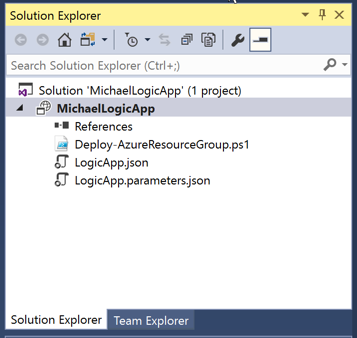 Solution Explorer
Search Solution Explorer (Ctrl+;)
Solution 'MichaelLogicApp' (1 project)
MichaelLogicApp
References
Deploy-AzureResourceGroup.ps1
LogicApp.json
LogicApp.parameters.json
Solution Explorer Team Explorer